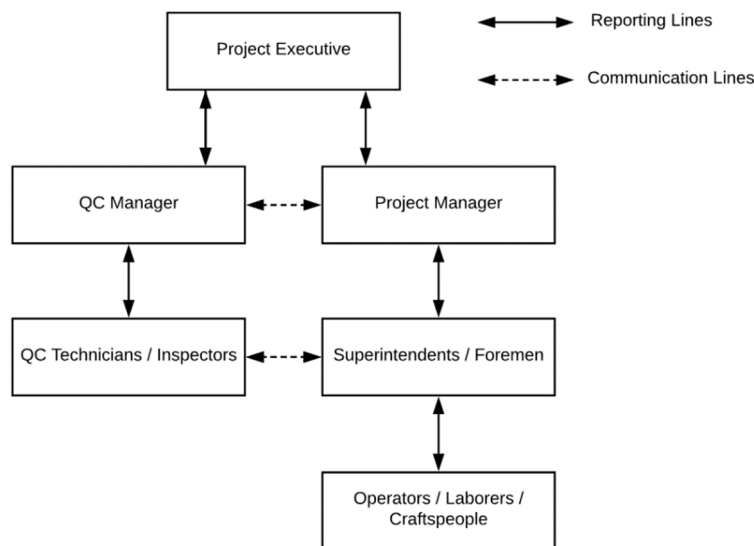 Project Executive
Reporting Lines
Communication Lines
QC Manager
Project Manager
QC Technicians / Inspectors
Superintendents / Foremen
Operators / Laborers /
Craftspeople